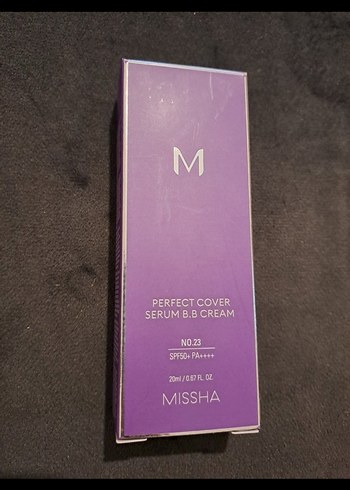 M
PERFECT COVER
SERUM B.B CREAM
NO.23
SPF50+ PA++++
20ml / 0.67 FL. OZ.
MISSHA